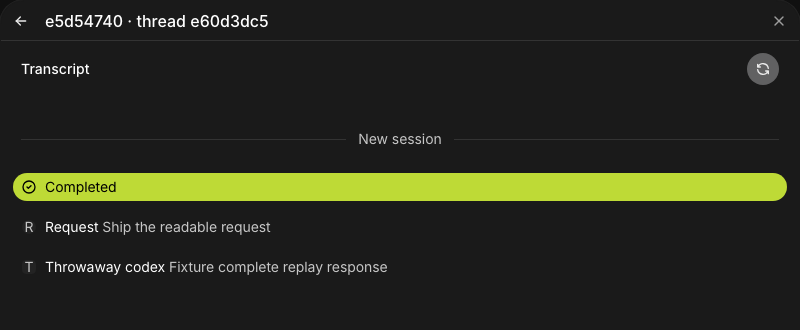 e5d54740 · thread e60d3dc5
Transcript
New session
Completed
R Request Ship the readable request
T Throwaway codex Fixture complete replay response